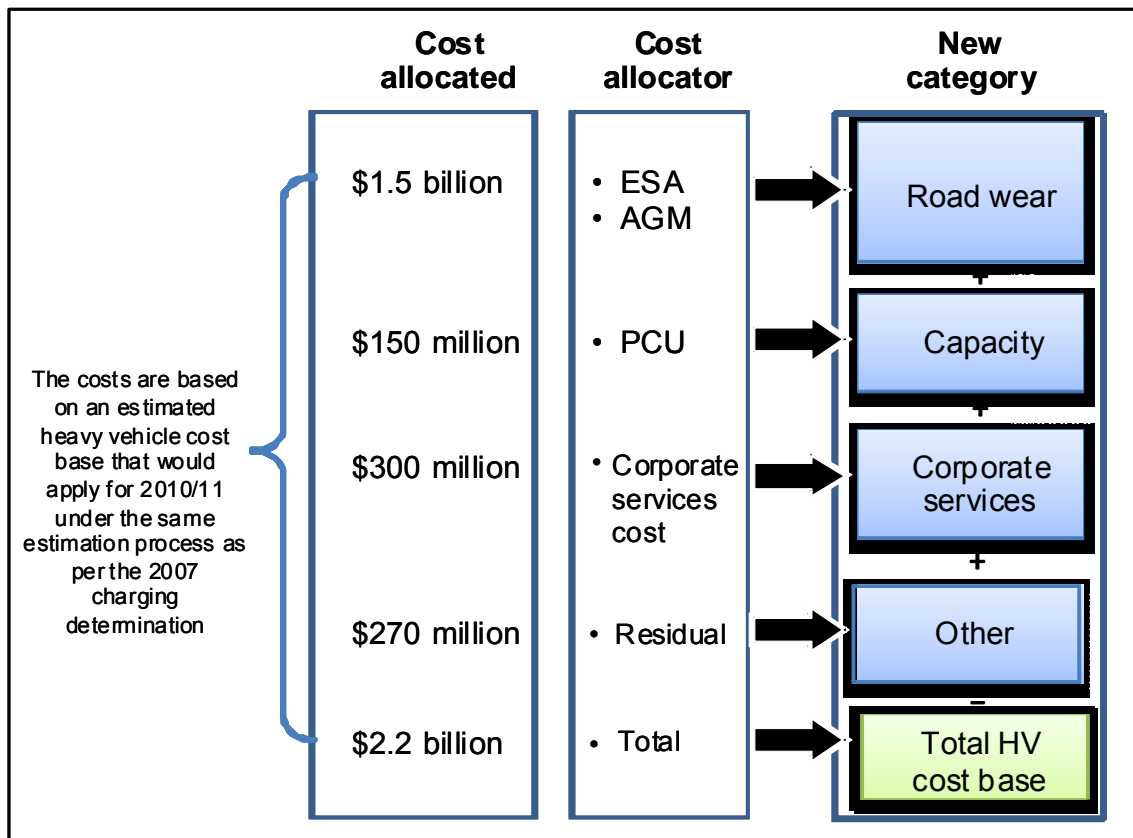 Cost
allocated
Cost
allocator
New
category
The costs are based
on an estimated
heavy vehicle cost
base that would
apply for 2010/11
under the same
estimation process as
per the 2007
charging
determination
$1.5 billion
• ESA
• AGM
Road wear
+
$150 million
• PCU
Capacity
+
$300 million
• Corporate
services
cost
Corporate
services
+
$270 million
• Residual
Other
=
$2.2 billion
• Total
Total HV
cost base